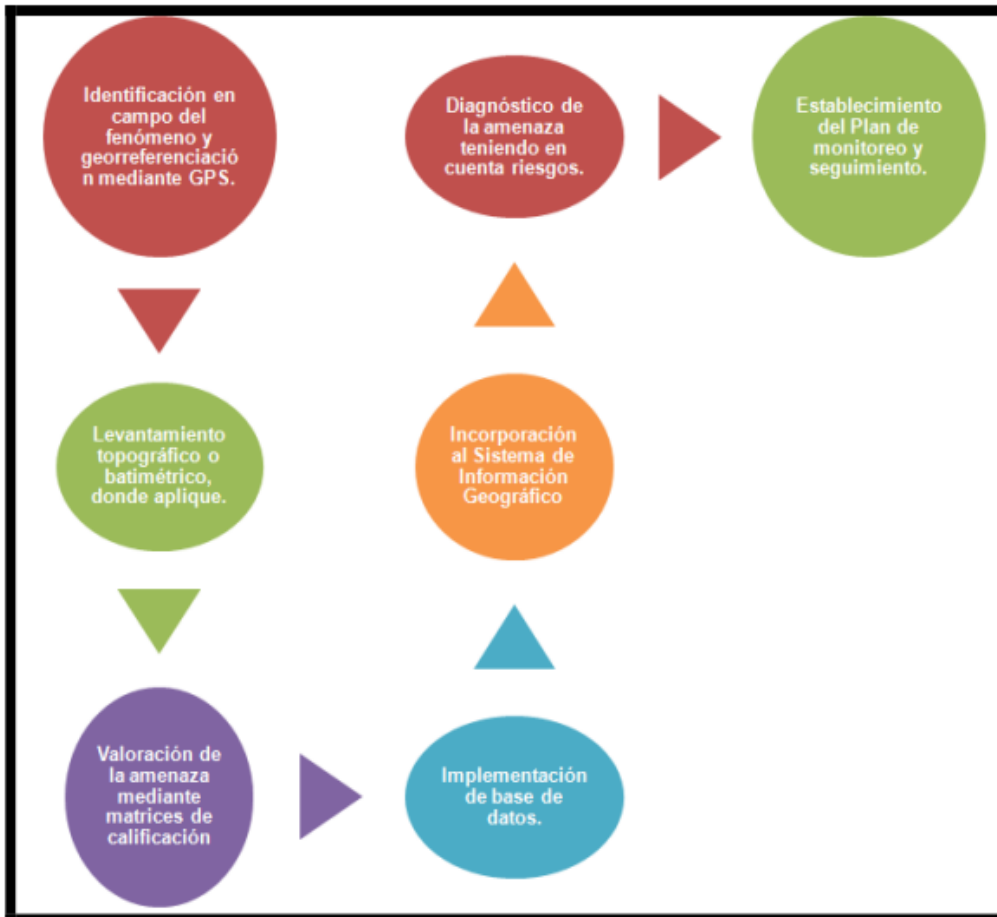 Identificación en
campo del
fenómeno y
georreferenciació
n mediante GPS.
Levantamiento
topográfico o
batimétrico,
donde aplique.
Valoración de
la amenaza
mediante
matrices de
calificación
Implementación
de base de
datos.
Incorporación
al Sistema de
Información
Geográfico
Diagnóstico de
la amenaza
teniendo en
cuenta riesgos.
Establecimiento
del Plan de
monitoreo y
seguimiento.